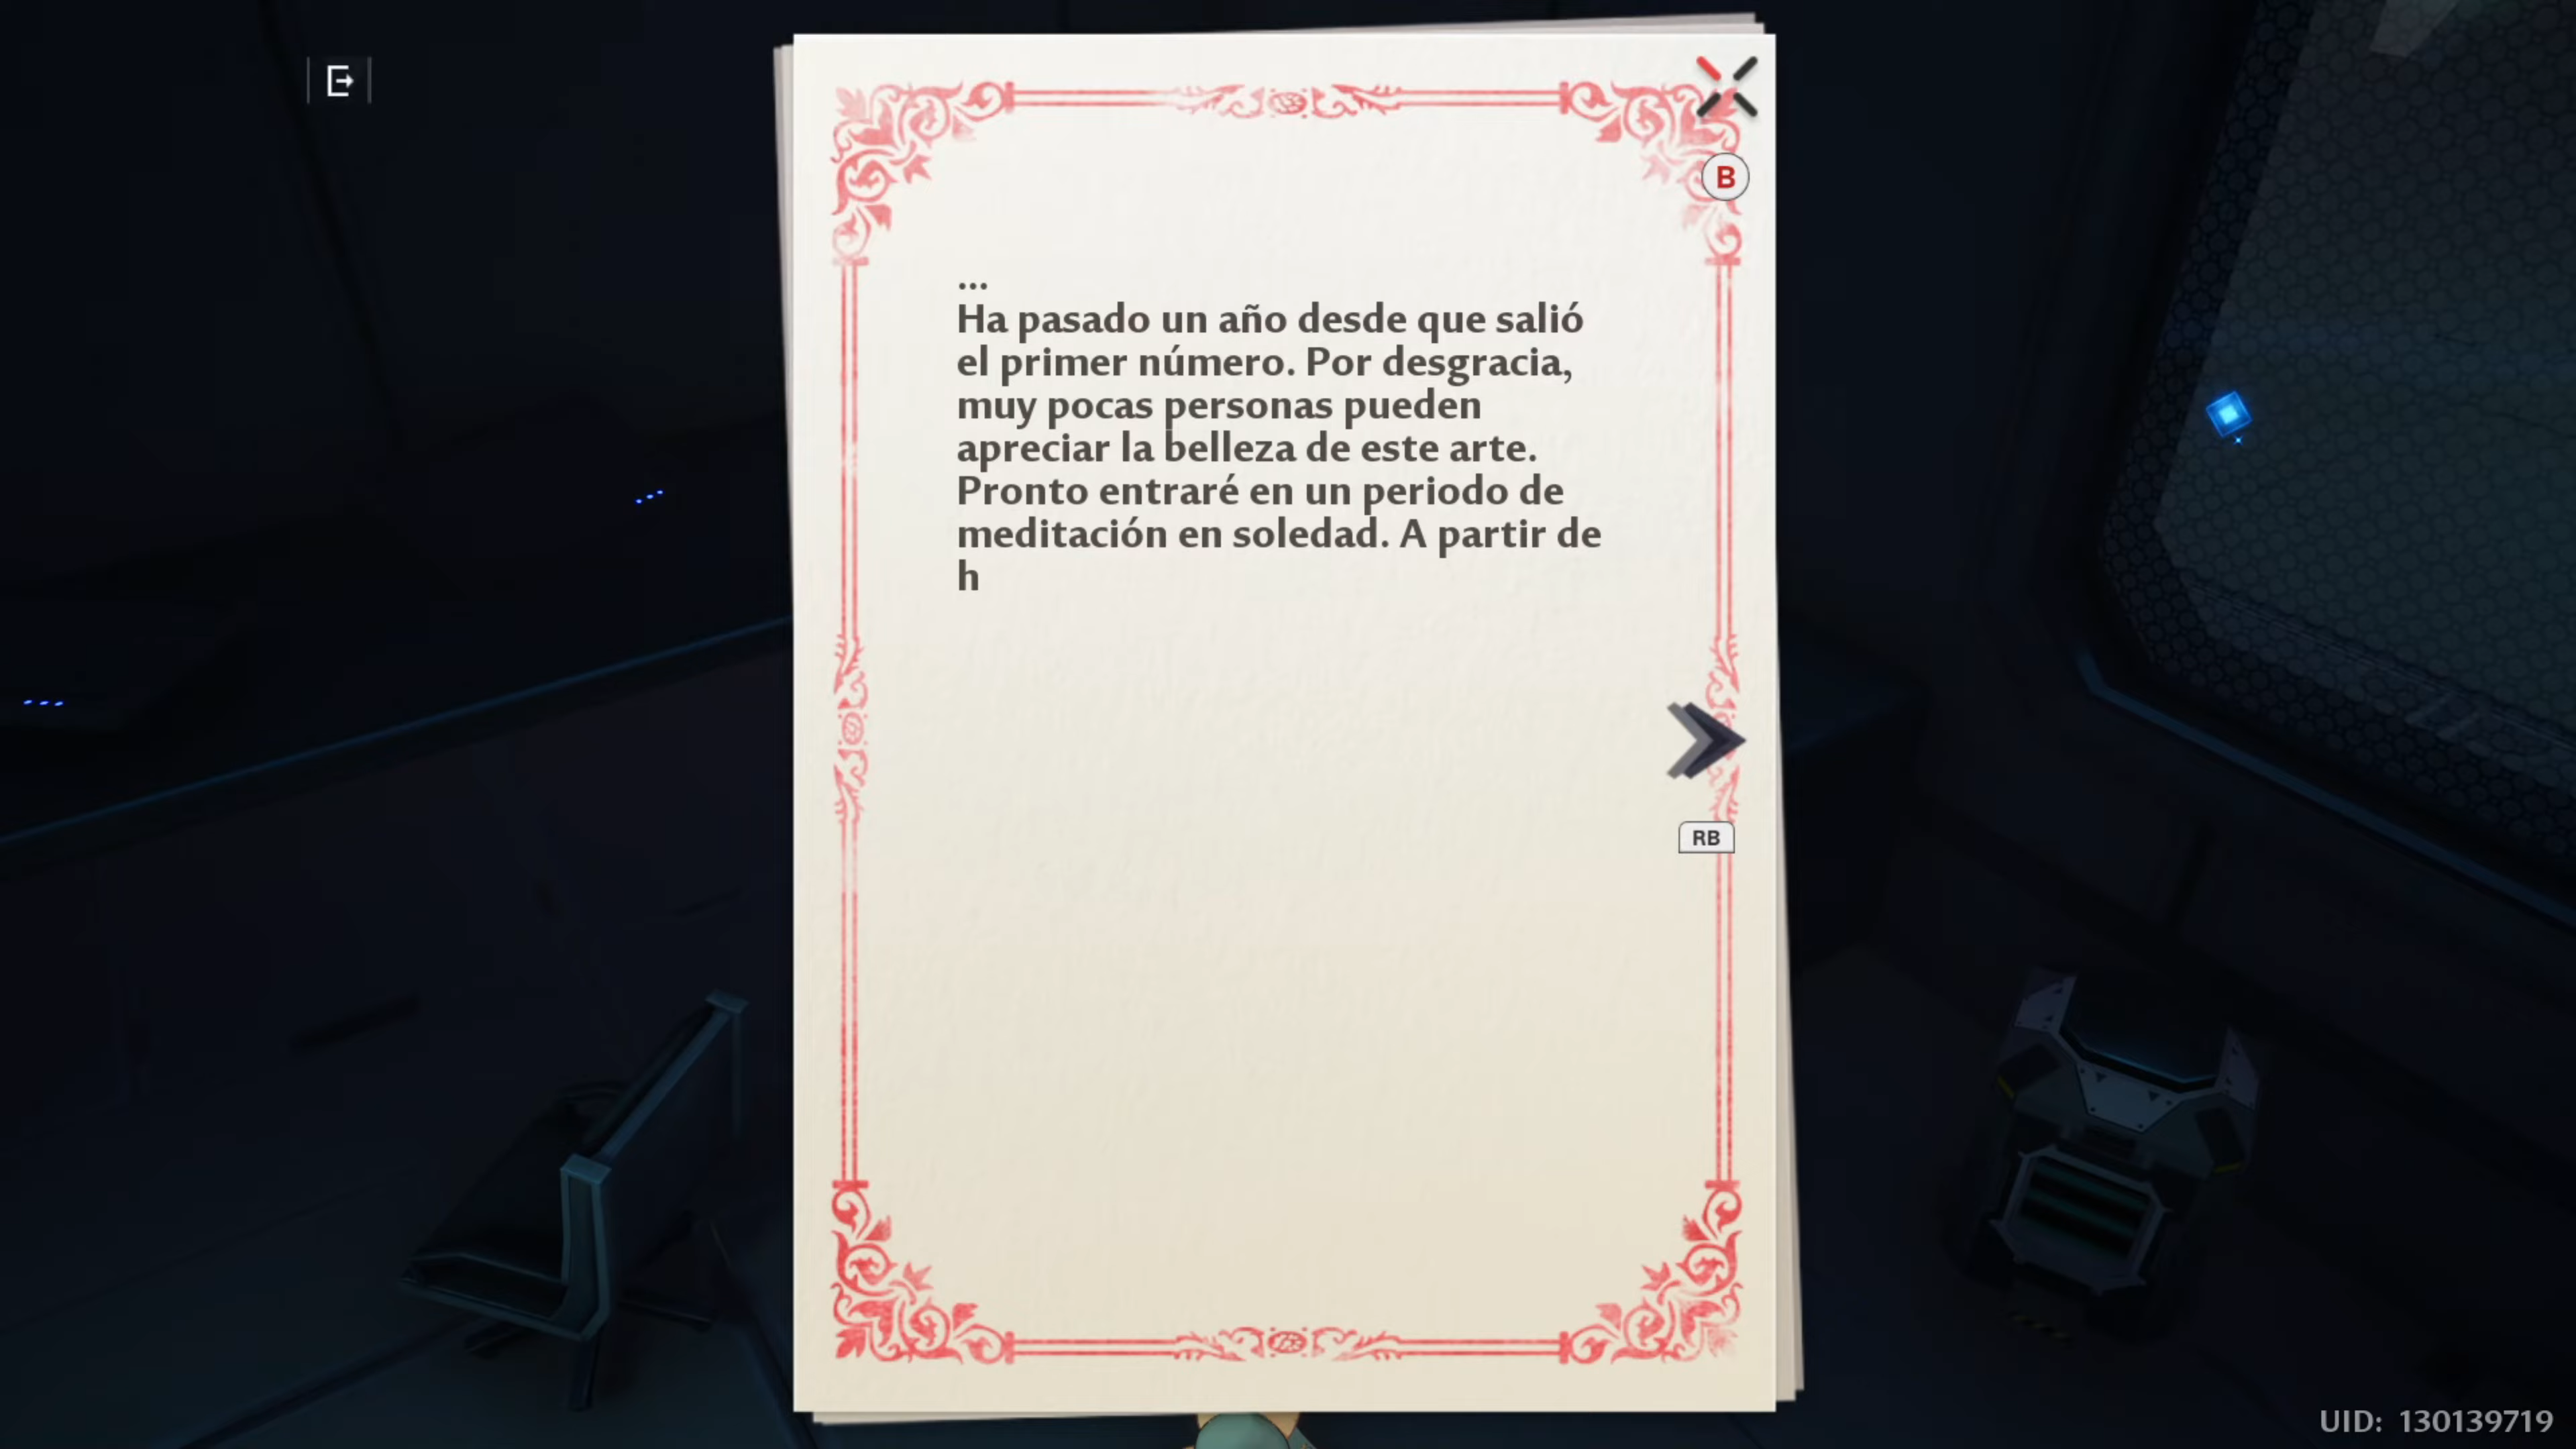 B
...
Ha pasado un año desde que salió
el primer número. Por desgracia,
muy pocas personas pueden
apreciar la belleza de este arte.
Pronto entraré en un periodo de
meditación en soledad. A partir de
h
RB
UID: 130139719